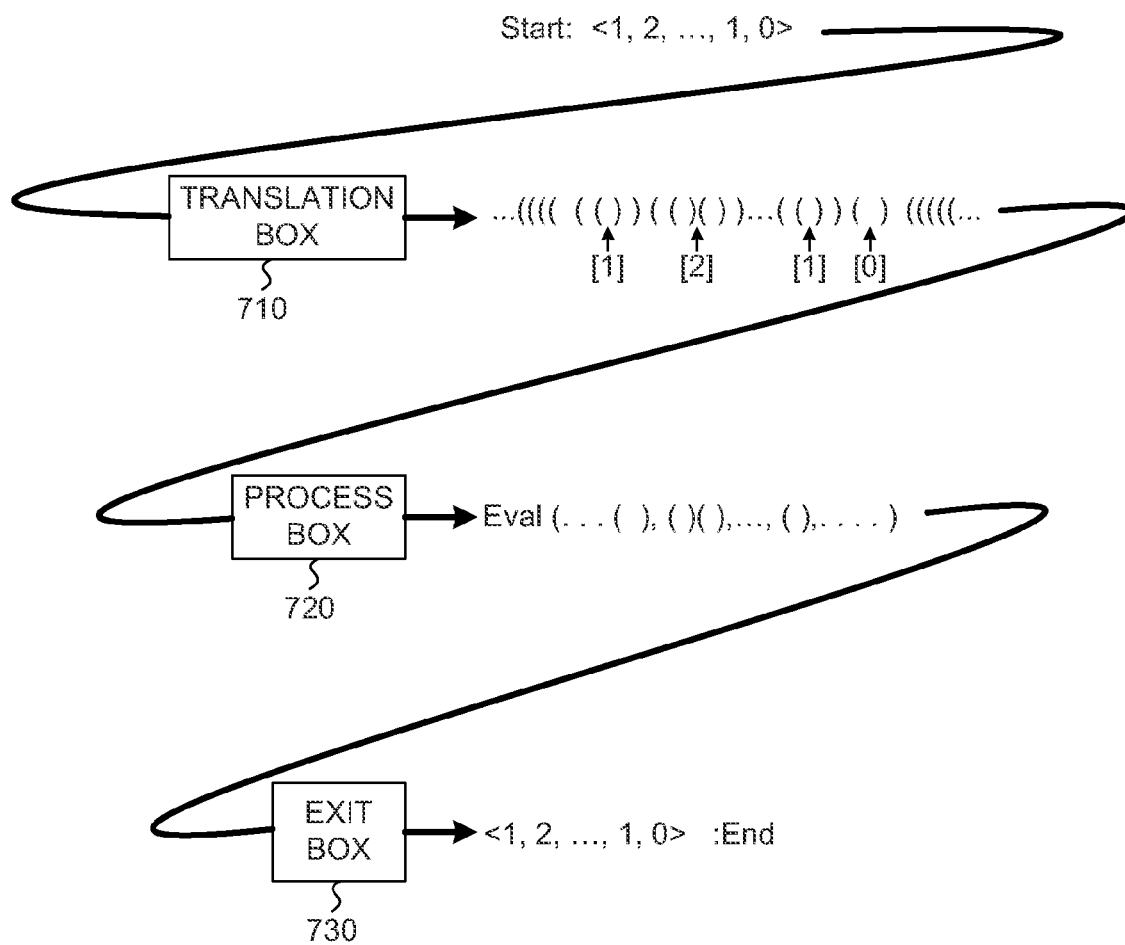 Start: <1, 2, ..., 1, 0>
TRANSLATION
BOX
...(((( ( ( ) ) ( ( )( ) )...( ( ) ) ( ) (((((...
[1] [2] [1] [0]
710
PROCESS
BOX
Eval (. . . ( ), ( )( ),..., ( ),. . . . )
720
EXIT
BOX
<1, 2, ..., 1, 0> :End
730